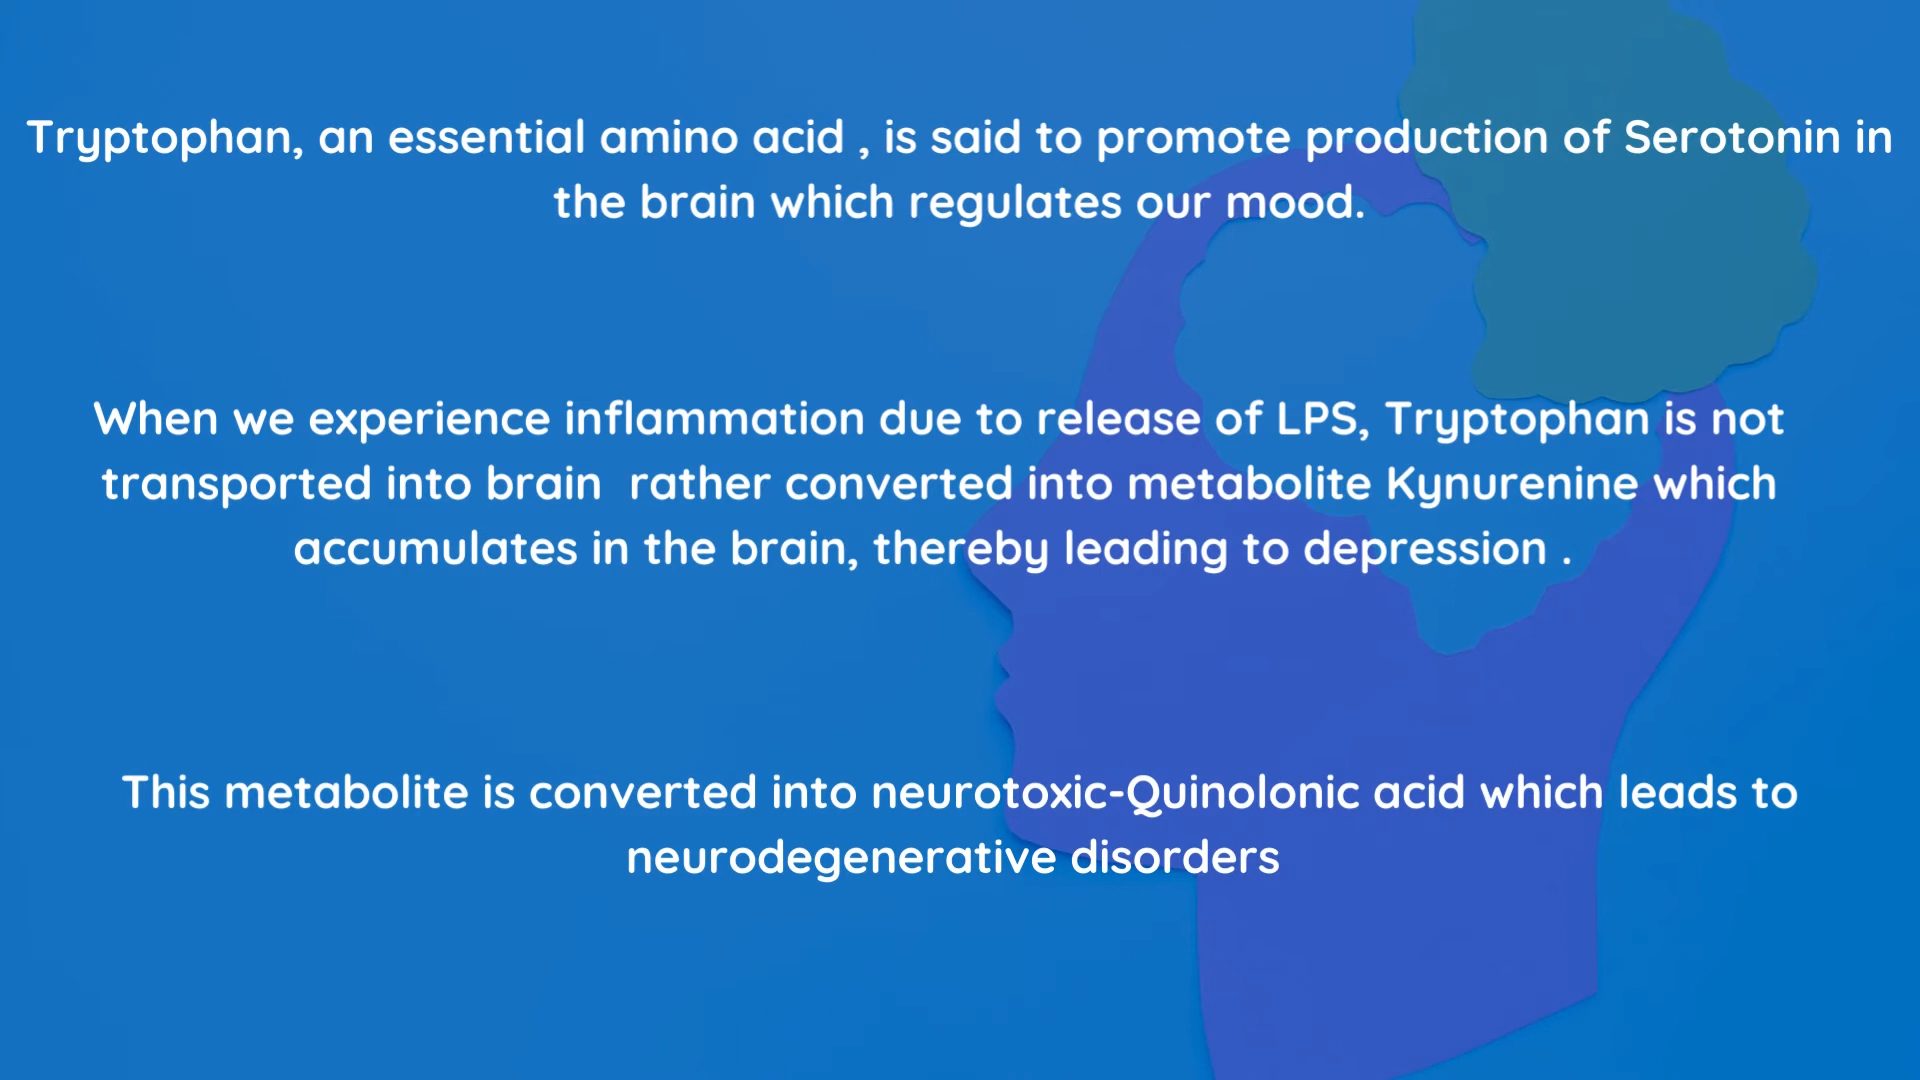 Tryptophan, an essential amino acid , is said to promote production of Serotonin in
the brain which regulates our mood.
When we experience inflammation due to release of LPS, Tryptophan is not
transported into brain  rather converted into metabolite Kynurenine which
accumulates in the brain, thereby leading to depression .
This metabolite is converted into neurotoxic-Quinolonic acid which leads to
neurodegenerative disorders